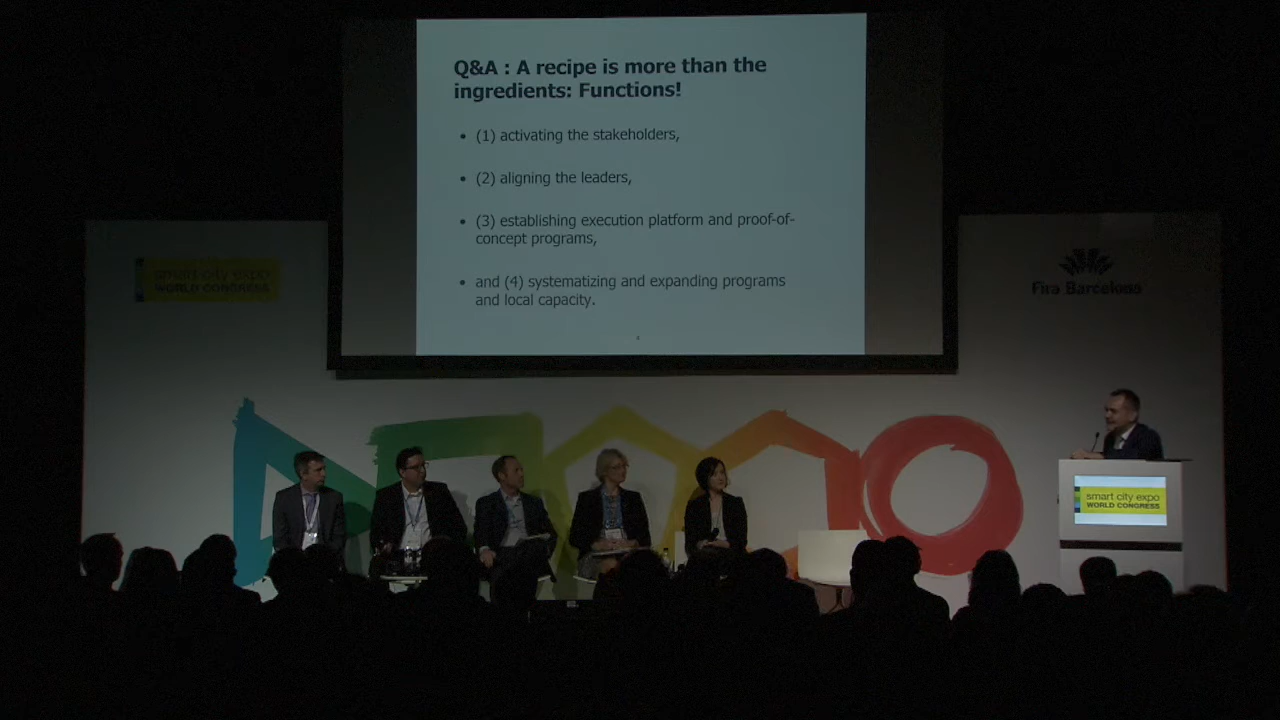 Q&A : A recipe is more than the
ingredients: Functions!
• (1) activating the stakeholders,
• (2) aligning the leaders,
• (3) establishing execution platform and proof-of-
concept programs,
• and (4) systematizing and expanding programs
and local capacity.
smart city expo
WORLD CONGRESS
Fira Barcelona
smart city expo
WORLD CONGRESS